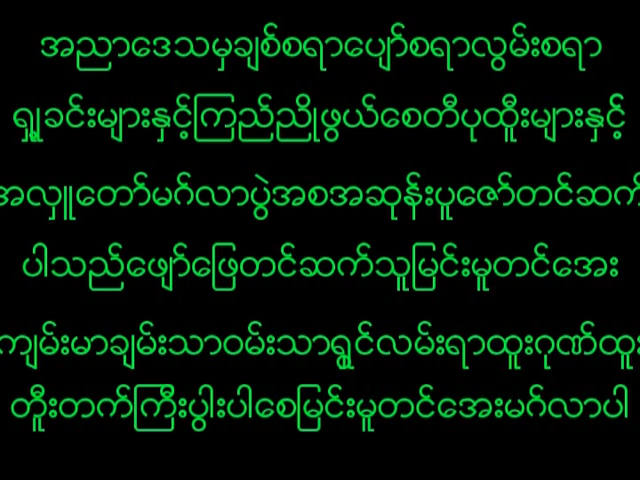 အညာဒေသမှချစ်စရာပျော်စရာလွမ်းစရာ
ရှုခင်းများနှင့်ကြည်ညိုဖွယ်စေတီပုထိူးများနှင့်
အလှူတော်မင်္ဂလာပွဲအစအဆုန်းပူဇော်တင်ဆက်
ပါသည်ဖျော်ဖြေတင်ဆက်သူမြင်းမူတင်အေး
ကျမ်းမာချမ်းသာဝမ်းသာရွှင်လမ်းရာထူးဂုဏ်ထူး
တိူးတက်ကြီးပွါးပါစေမြင်းမူတင်အေးမင်္ဂလာပါ